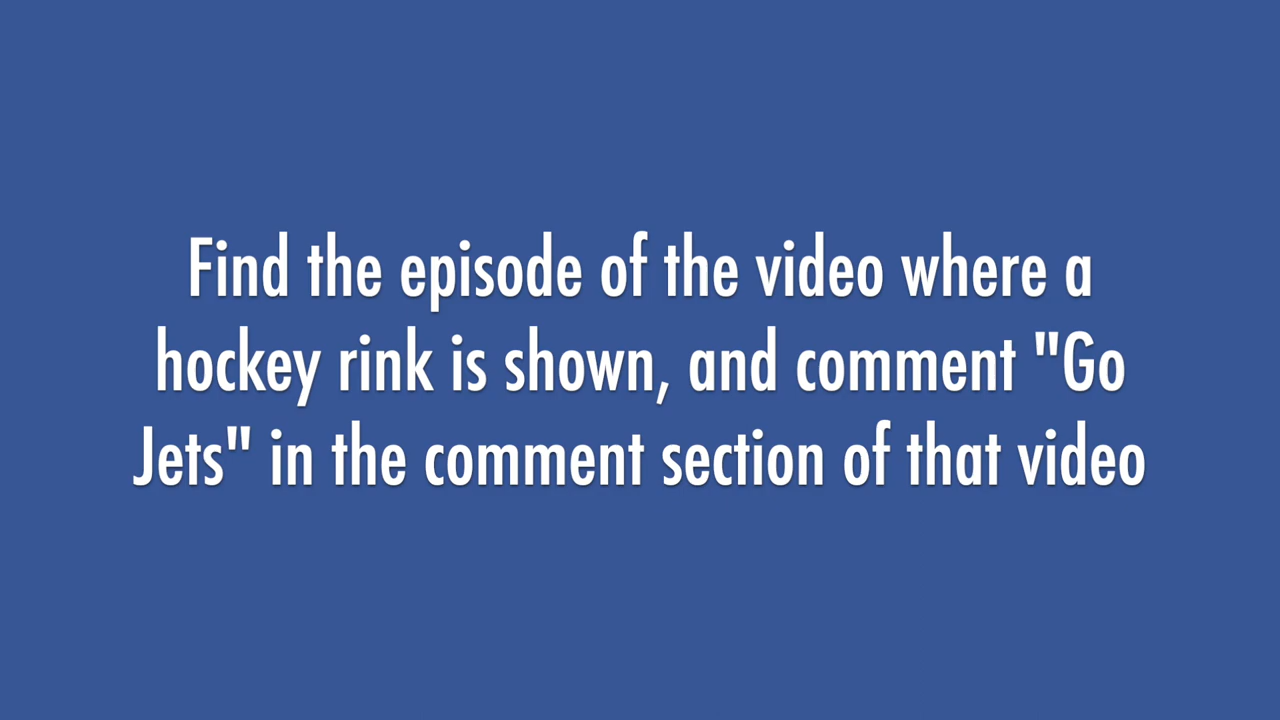 Find the episode of the video where a
hockey rink is shown, and comment "Go
Jets" in the comment section of that video